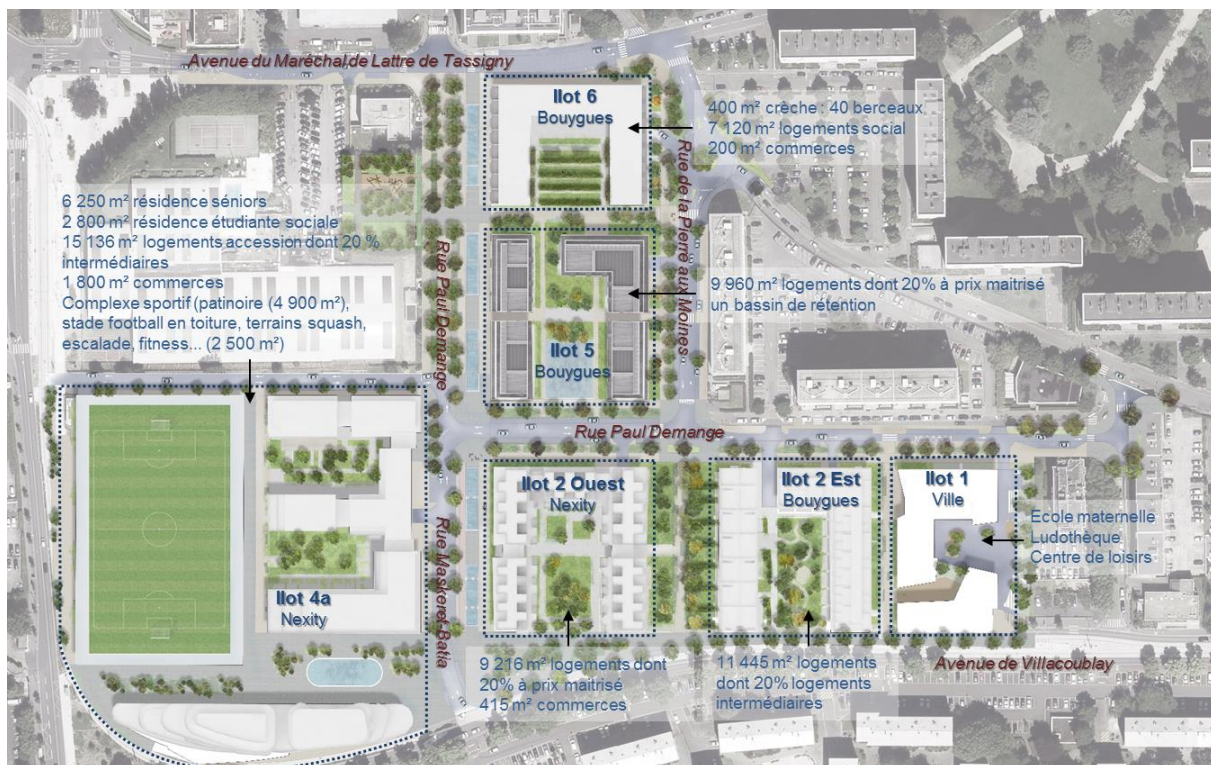 Avenue du Maréchal de Lattre de Tassigny
Ilot 6
Bouygues
400 m² crèche : 40 berceaux
7 120 m² logements social
200 m² commerces
Rue de la Pierre aux Moines
6 250 m² résidence séniors
2 800 m² résidence étudiante sociale
15 136 m² logements accession dont 20 %
intermédiaires
1 800 m² commerces
Complexe sportif (patinoire (4 900 m²),
stade football en toiture, terrains squash,
escalade, fitness... (2 500 m²)
Rue Paul Demange
9 960 m² logements dont 20% à prix maitrisé
un bassin de rétention
Ilot 5
Bouygues
Rue Paul Demange
Ilot 2 Ouest
Nexity
Ilot 2 Est
Bouygues
Ilot 1
Ville
Ecole maternelle
Ludothèque
Centre de loisirs
Ilot 4a
Nexity
Rue Maskeret Batia
9 216 m² logements dont
20% à prix maitrisé
415 m² commerces
11 445 m² logements
dont 20% logements
intermédiaires
Avenue de Villacoublay